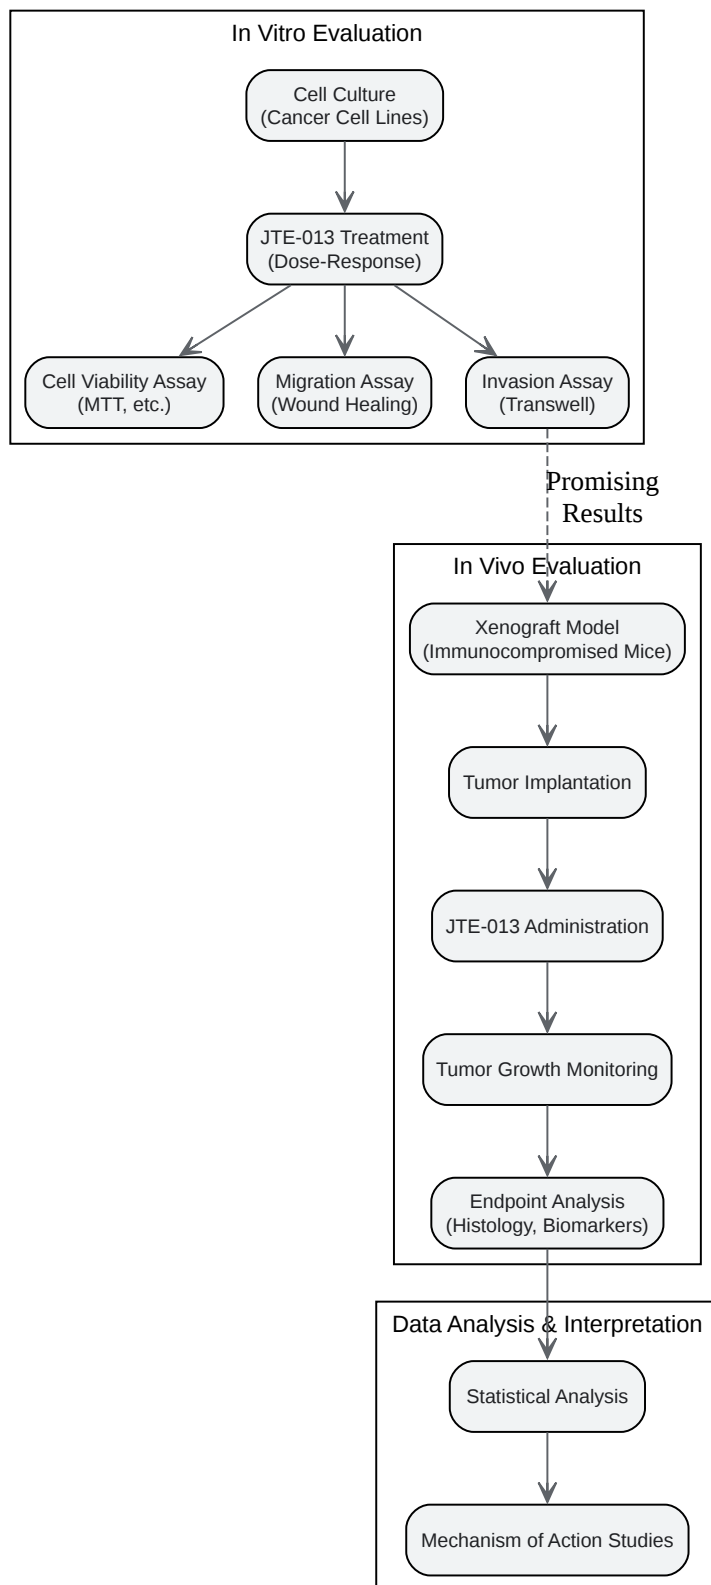 In Vitro Evaluation
Cell Culture
(Cancer Cell Lines)
JTE-013 Treatment
(Dose-Response)
Cell Viability Assay
(MTT, etc.)
Migration Assay
(Wound Healing)
Invasion Assay
(Transwell)
Promising
Results
In Vivo Evaluation
Xenograft Model
(Immunocompromised Mice)
Tumor Implantation
JTE-013 Administration
Tumor Growth Monitoring
Endpoint Analysis
(Histology, Biomarkers)
Data Analysis & Interpretation
Statistical Analysis
Mechanism of Action Studies